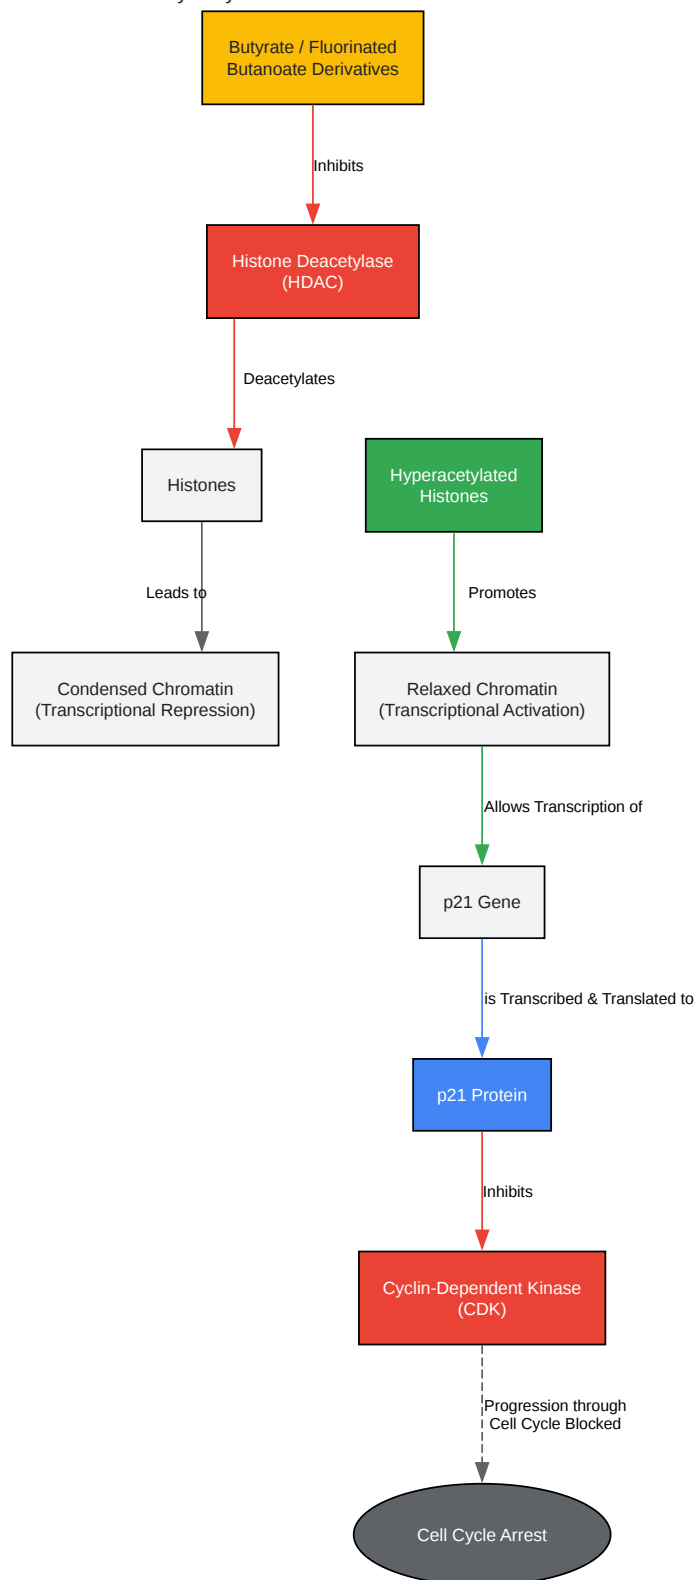 Butyrate / Fluorinated
Butanoate Derivatives
Inhibits
Histone Deacetylase
(HDAC)
Deacetylates
Histones
Hyperacetylated
Histones
Leads to
Promotes
Condensed Chromatin
(Transcriptional Repression)
Relaxed Chromatin
(Transcriptional Activation)
Allows Transcription of
p21 Gene
is Transcribed & Translated to
p21 Protein
Inhibits
Cyclin-Dependent Kinase
(CDK)
Progression through
Cell Cycle Blocked
Cell Cycle Arrest